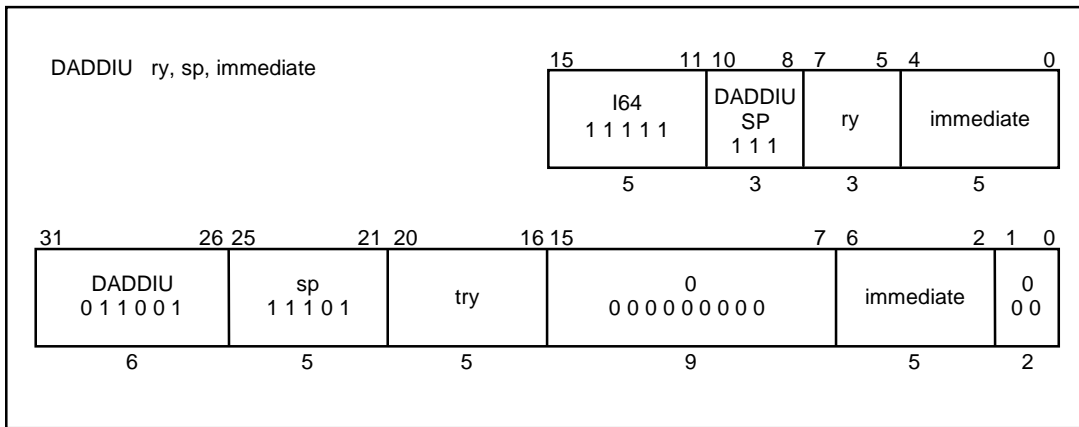 DADDIU ry, sp, immediate
15 11 10 8 7 5 4 0
I64 DADDIU SP ry immediate
1 1 1 1 1 1 1 1
5 3 3 5
31 26 25 21 20 16 15 7 6 2 1 0
DADDIU sp try 0 immediate 0
0 1 1 0 0 1 1 1 1 0 1 0 0 0 0 0 0 0 0 0 0 0
6 5 5 9 5 2